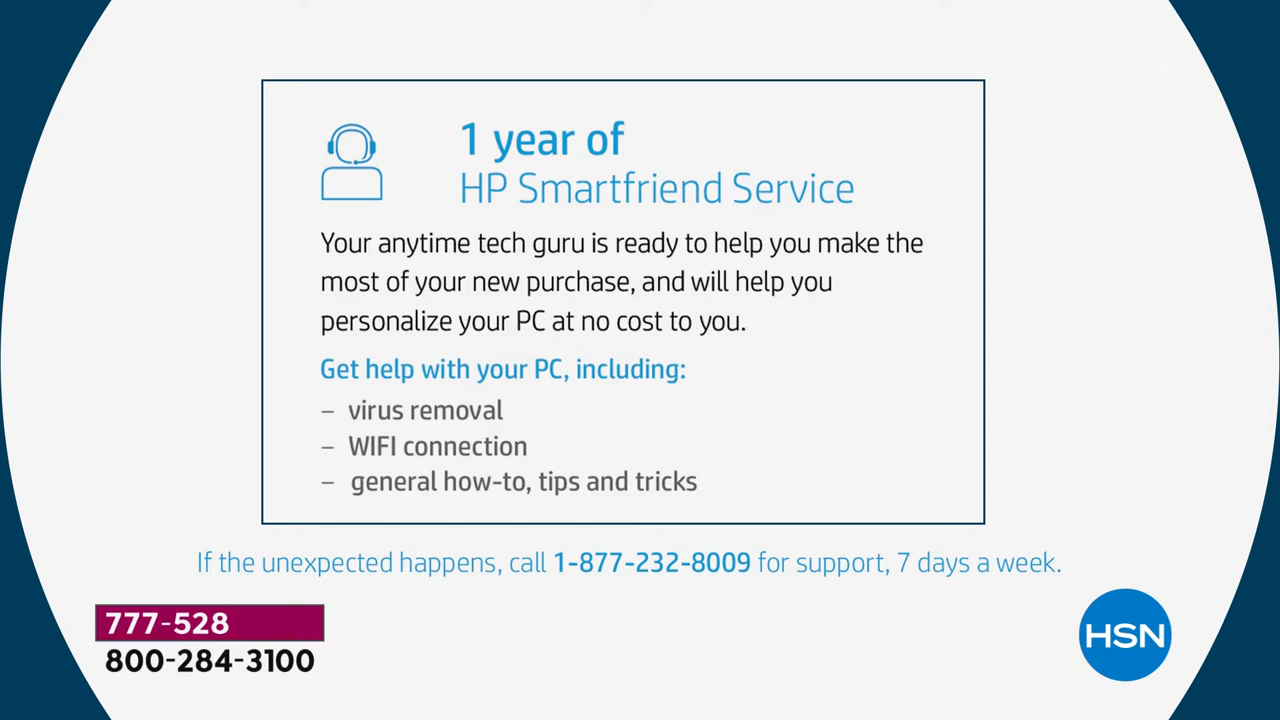 1 year of
HP Smartfriend Service
Your anytime tech guru is ready to help you make the
most of your new purchase, and will help you
personalize your PC at no cost to you.
Get help with your PC, including:
– virus removal
– WIFI connection
– general how-to, tips and tricks
If the unexpected happens, call 1-877-232-8009 for support, 7 days a week.
777-528
800-284-3100
HSN